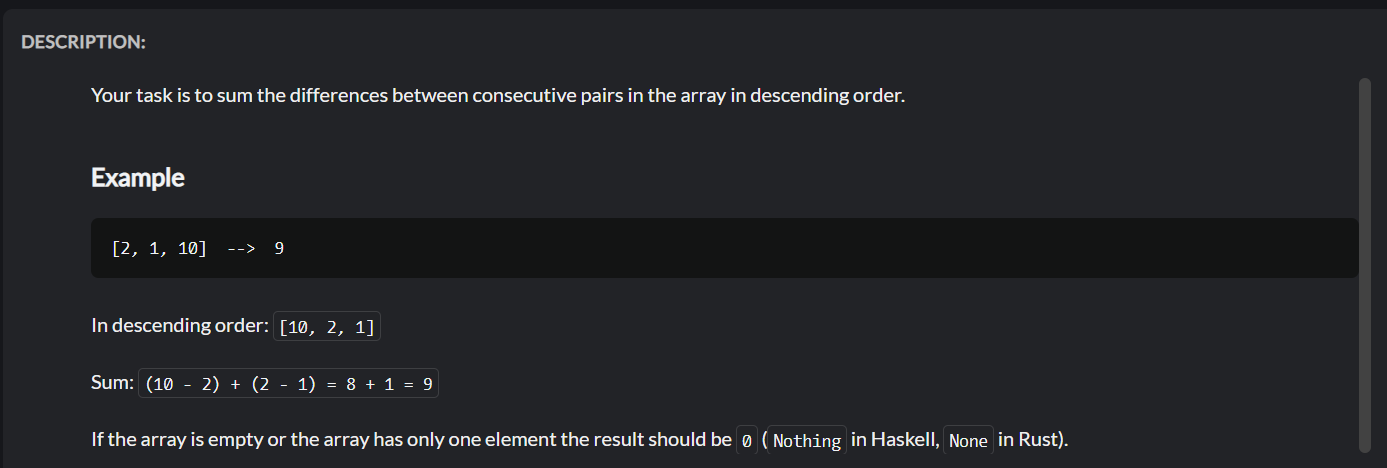 DESCRIPTION:
Your task is to sum the differences between consecutive pairs in the array in descending order.
Example
[2, 1, 10]  -->  9
In descending order: [10, 2, 1]
Sum: (10 - 2) + (2 - 1) = 8 + 1 = 9
If the array is empty or the array has only one element the result should be 0 (Nothing in Haskell, None in Rust).